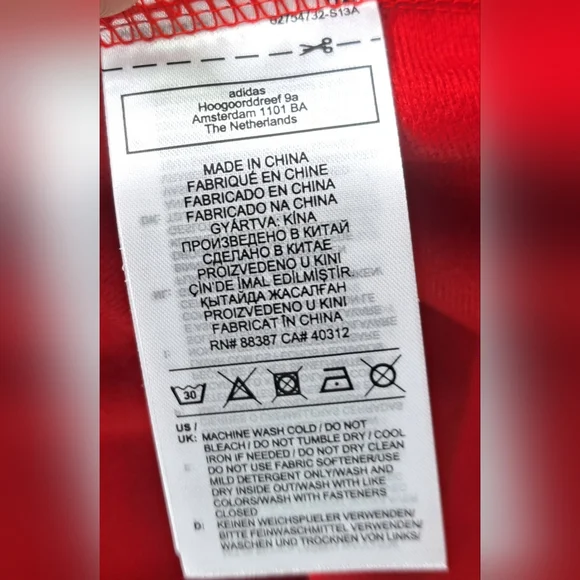 02754732-S13A
adidas
Hoogoorddreef 9a
Amsterdam 1101 BA
The Netherlands
MADE IN CHINA
FABRIQUÉ EN CHINE
FABRICADO EN CHINA
FABRICADO NA CHINA
GYÁRTVA: KÍNA
ПРОИЗВЕДЕНО В КИТАЙ
СДЕЛАНО В КИТАЕ
PROIZVEDENO U KINI
ÇIN'DE İMAL EDİLMİŞTİR
ҚЫТАЙДА ЖАСАЛҒАН
PROIZVEDENO U KINI
FABRICAT ÎN CHINA
RN# 88387 CA# 40312
30
US /
UK: MACHINE WASH COLD / DO NOT
BLEACH / DO NOT TUMBLE DRY / COOL
IRON IF NEEDED / DO NOT DRY CLEAN
DO NOT USE FABRIC SOFTENER/USE
MILD DETERGENT ONLY/WASH AND
DRY INSIDE OUT/WASH WITH LIKE
COLORS/WASH WITH FASTENERS
CLOSED
D: KEINEN WEICHSPUELER VERWENDEN/
BITTE FEINWASCHMITTEL VERWENDEN/
WASCHEN UND TROCKNEN VON LINKS/